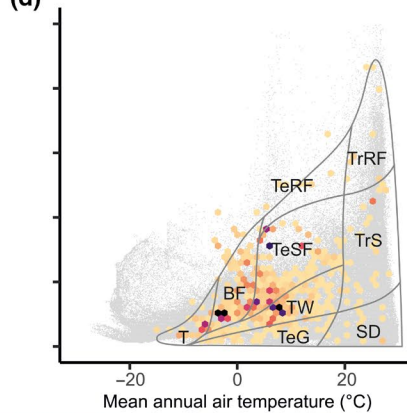 (d)
TrRF
TeRF
TeSF
TrS
BF
TW
T
TeG
SD
−20
0
20
Mean annual air temperature (°C)